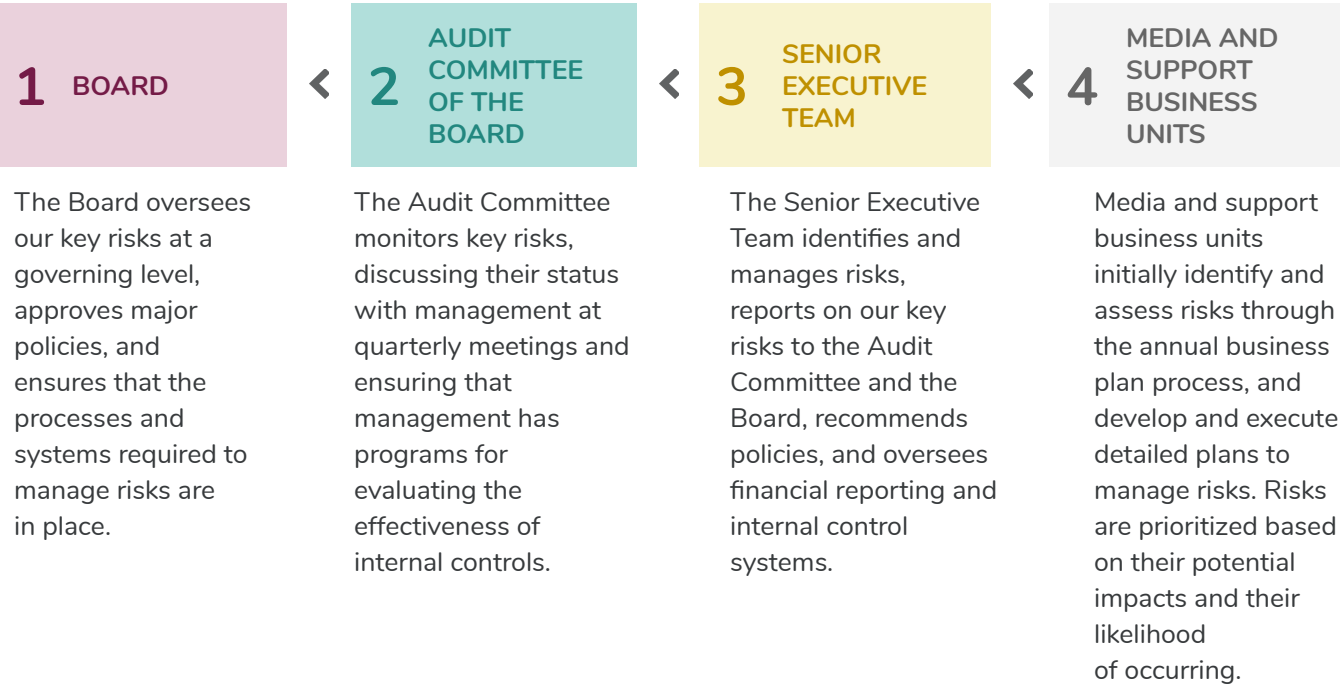 1 BOARD
The Board oversees
our key risks at a
governing level,
approves major
policies, and
ensures that the
processes and
systems required to
manage risks are
in place.
2 AUDIT
COMMITTEE
OF THE
BOARD
The Audit Committee
monitors key risks,
discussing their status
with management at
quarterly meetings and
ensuring that
management has
programs for
evaluating the
effectiveness of
internal controls.
3 SENIOR
EXECUTIVE
TEAM
The Senior Executive
Team identifies and
manages risks,
reports on our key
risks to the Audit
Committee and the
Board, recommends
policies, and oversees
financial reporting and
internal control
systems.
4 MEDIA AND
SUPPORT
BUSINESS
UNITS
Media and support
business units
initially identify and
assess risks through
the annual business
plan process, and
develop and execute
detailed plans to
manage risks. Risks
are prioritized based
on their potential
impacts and their
likelihood
of occurring.